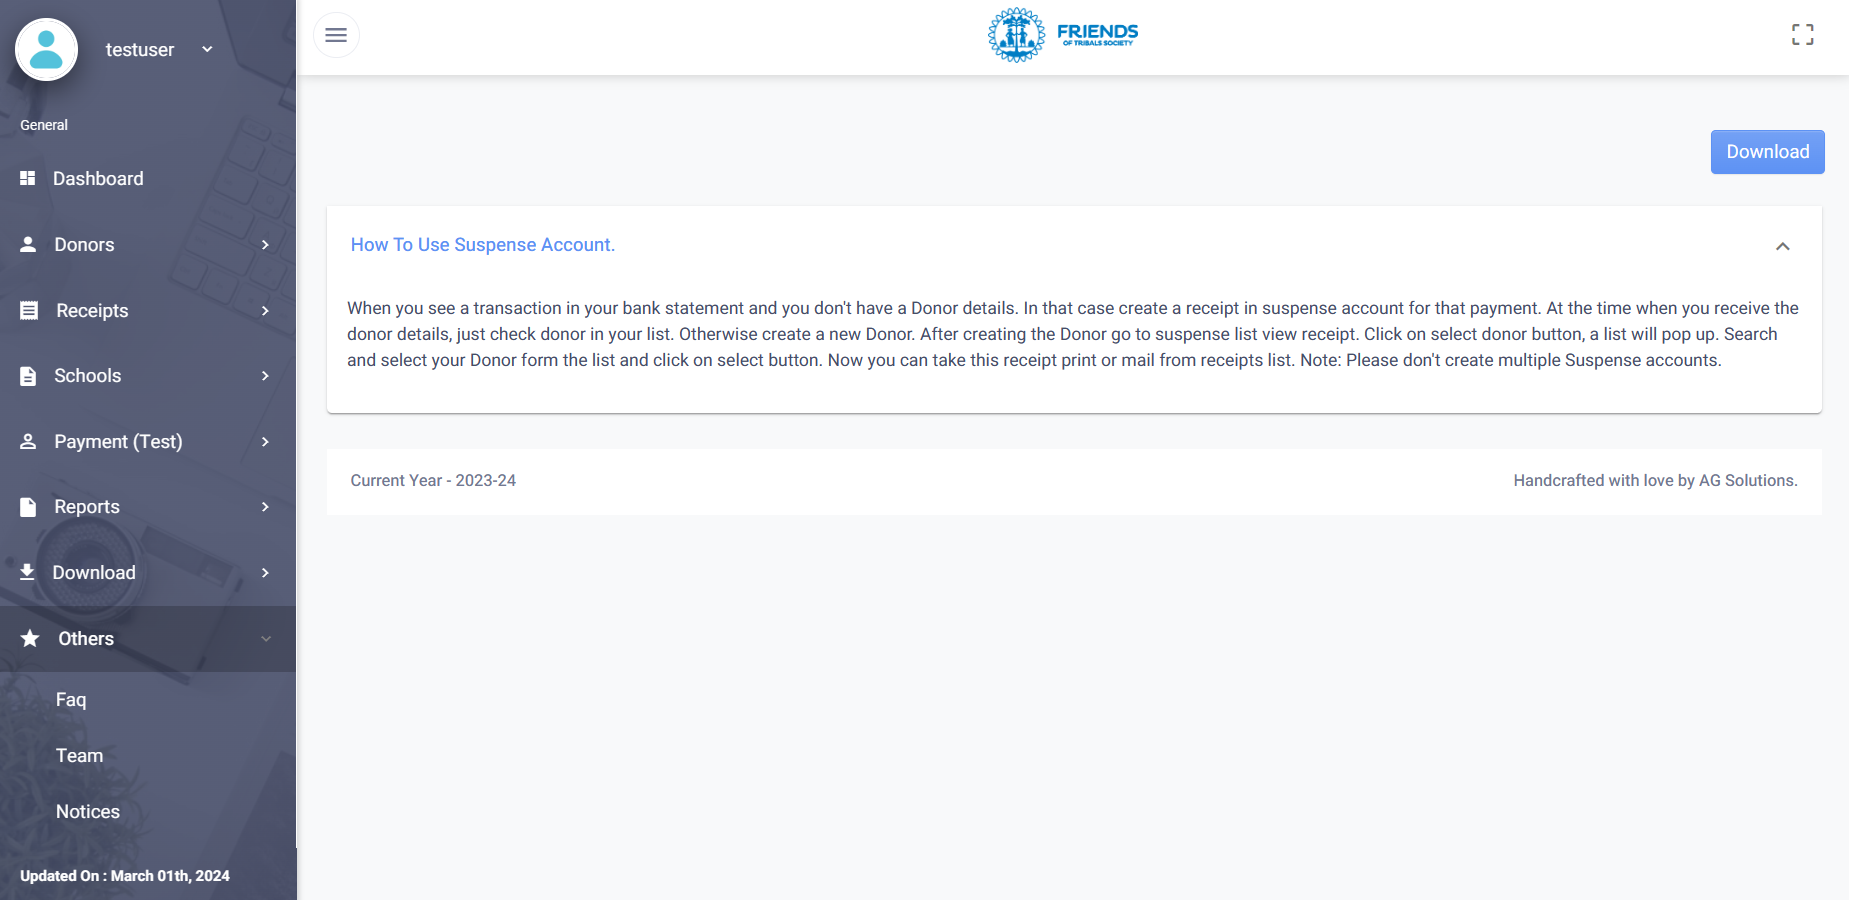 testuser
General
Dashboard
Donors
Receipts
Schools
Payment (Test)
Reports
Download
Others
Faq
Team
Notices
Updated On : March 01th, 2024
FRIENDS
OF TRIBALS SOCIETY
Download
How To Use Suspense Account.
When you see a transaction in your bank statement and you don't have a Donor details. In that case create a receipt in suspense account for that payment. At the time when you receive the
donor details, just check donor in your list. Otherwise create a new Donor. After creating the Donor go to suspense list view receipt. Click on select donor button, a list will pop up. Search
and select your Donor form the list and click on select button. Now you can take this receipt print or mail from receipts list. Note: Please don't create multiple Suspense accounts.
Current Year - 2023-24
Handcrafted with love by AG Solutions.